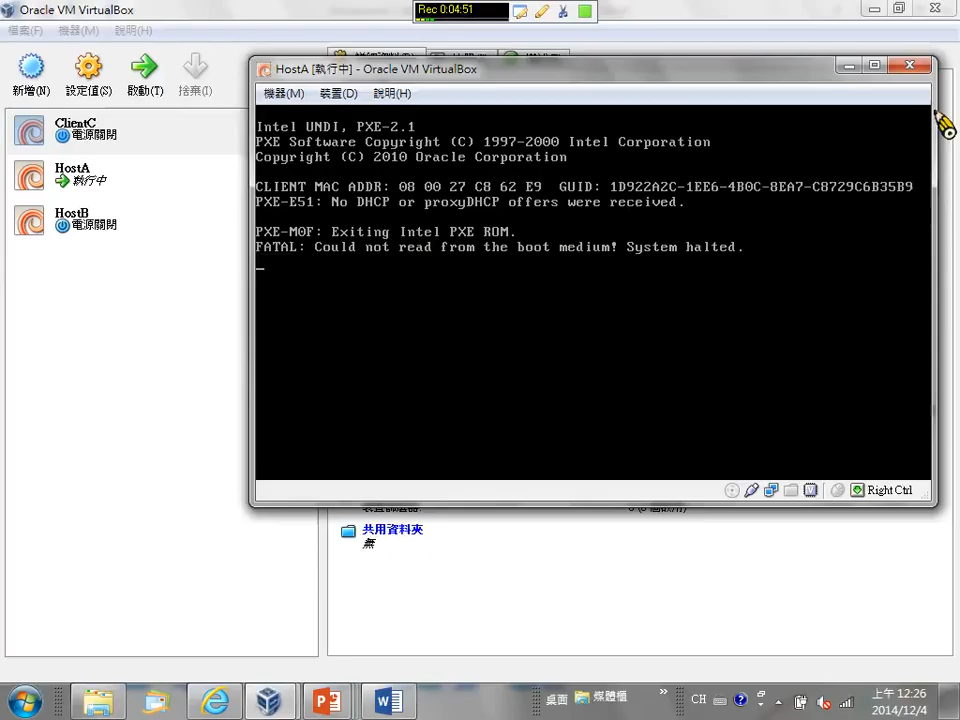 Oracle VM VirtualBox
Rec 0:04:51
檔案(F) 機器(M) 說明(H)
新增(N) 設定值(S) 啟動(T) 捨棄(I)
ClientC
電源關閉
HostA
執行中
HostB
電源關閉
HostA [執行中] - Oracle VM VirtualBox
機器(M) 裝置(D) 說明(H)
Intel UNDI, PXE-2.1
PXE Software Copyright (C) 1997-2000 Intel Corporation
Copyright (C) 2010 Oracle Corporation
CLIENT MAC ADDR: 08 00 27 C8 62 E9 GUID: 1D922A2C-1EE6-4B0C-8EA7-C8729C6B35B9
PXE-E51: No DHCP or proxyDHCP offers were received.
PXE-M0F: Exiting Intel PXE ROM.
FATAL: Could not read from the boot medium! System halted.
Right Ctrl
共用資料夾
無
桌面 媒體櫃 » CH
上午 12:26
2014/12/4